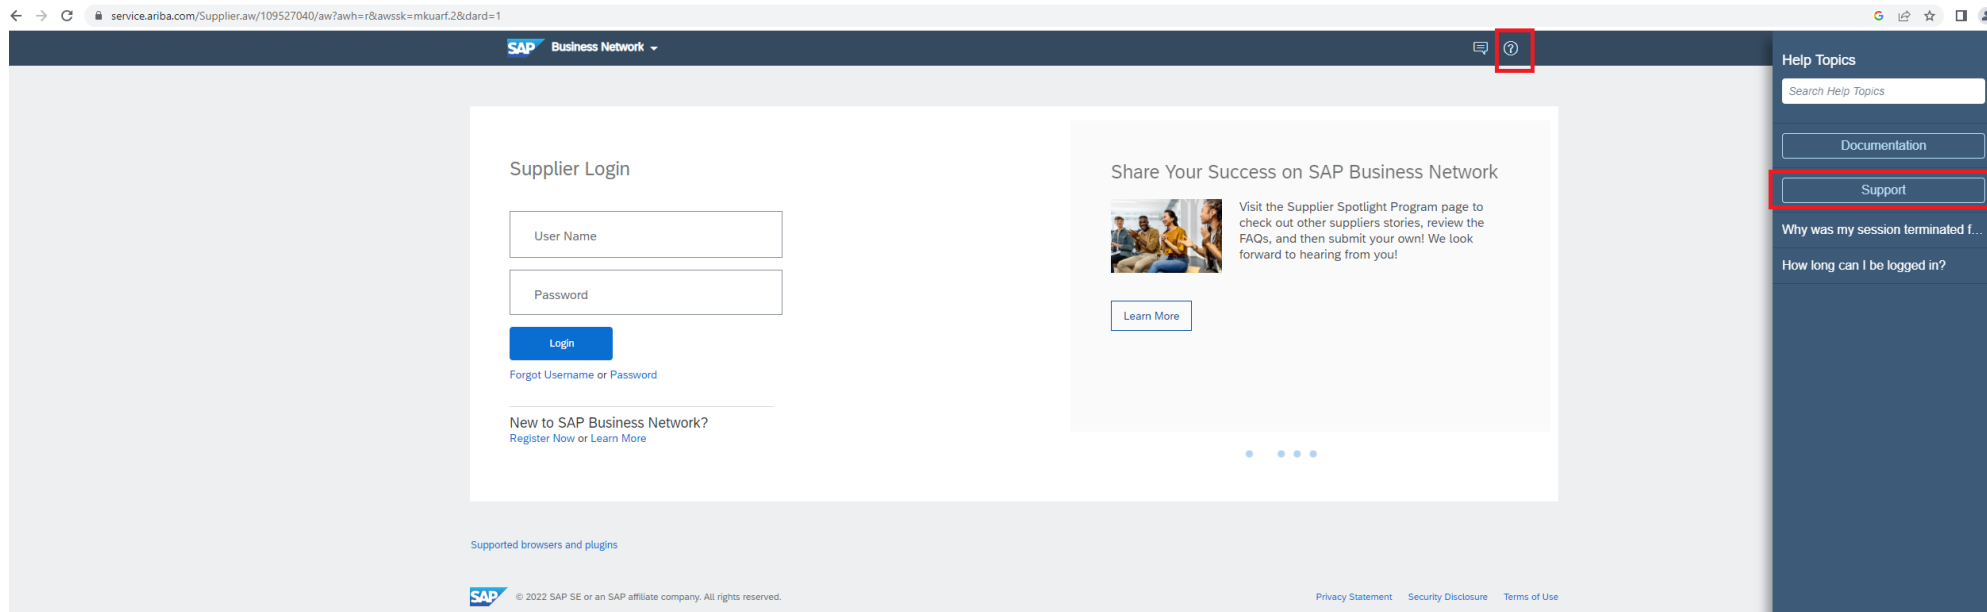 service.ariba.com/Supplier.aw/109527040/aw?awh=r&awssk=mkuarf.2&dard=1
SAP Business Network
Supplier Login
User Name
Password
Login
Forgot Username or Password
New to SAP Business Network?
Register Now or Learn More
Share Your Success on SAP Business Network
Visit the Supplier Spotlight Program page to
check out other suppliers stories, review the
FAQs, and then submit your own! We look
forward to hearing from you!
Learn More
Supported browsers and plugins
SAP © 2022 SAP SE or an SAP affiliate company. All rights reserved.
Privacy Statement Security Disclosure Terms of Use
Help Topics
Search Help Topics
Documentation
Support
Why was my session terminated f...
How long can I be logged in?